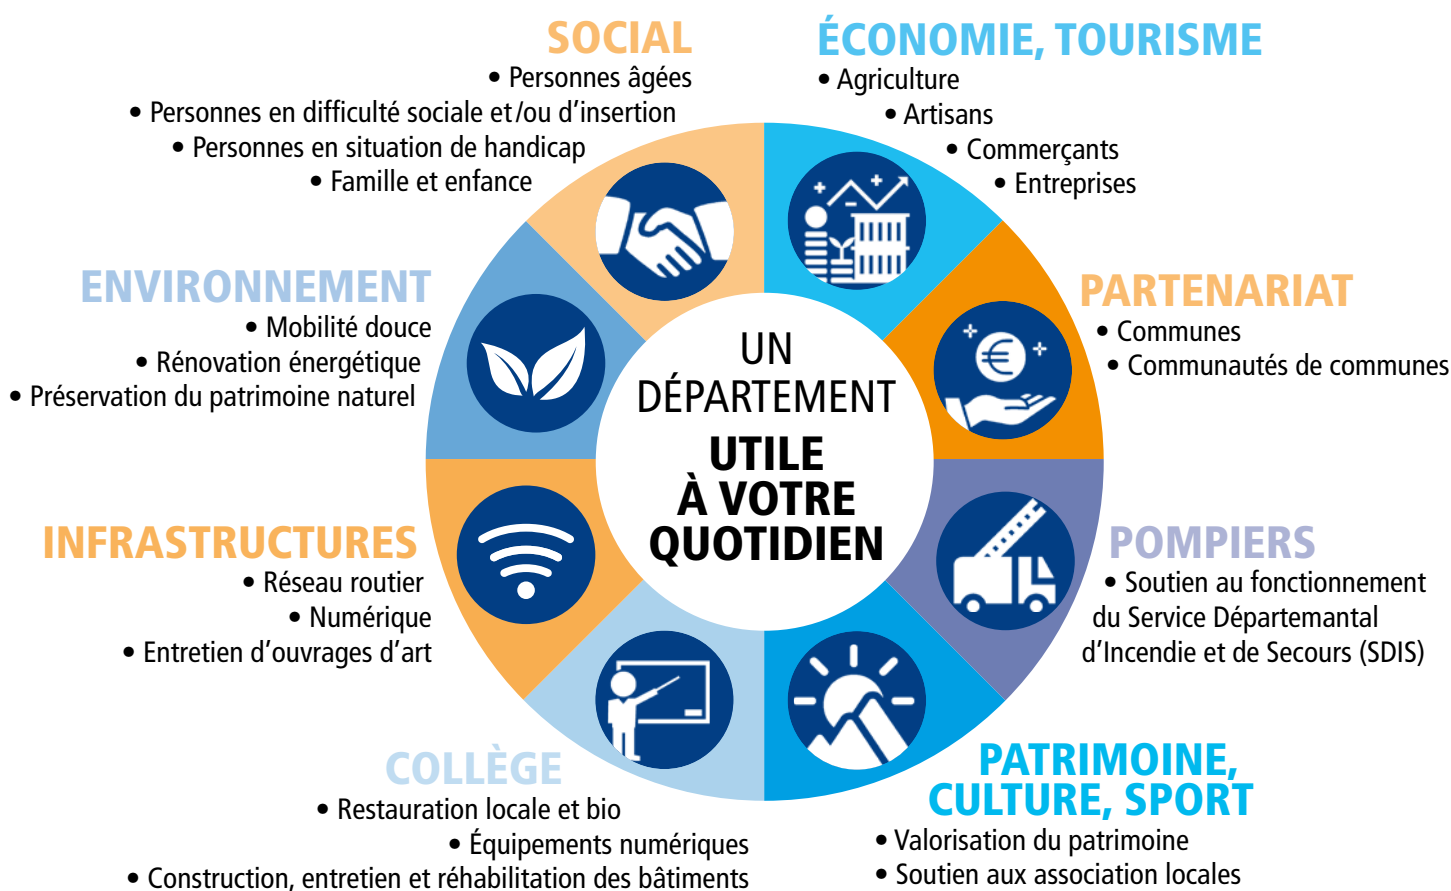 SOCIAL
• Personnes âgées
• Personnes en difficulté sociale et/ou d’insertion
• Personnes en situation de handicap
• Famille et enfance
ÉCONOMIE, TOURISME
• Agriculture
• Artisans
• Commerçants
• Entreprises
ENVIRONNEMENT
• Mobilité douce
• Rénovation énergétique
• Préservation du patrimoine naturel
UN
DÉPARTEMENT
UTILE
À VOTRE
QUOTIDIEN
PARTENARIAT
• Communes
• Communautés de communes
INFRASTRUCTURES
• Réseau routier
• Numérique
• Entretien d’ouvrages d’art
POMPIERS
• Soutien au fonctionnement
du Service Départemantal
d’Incendie et de Secours (SDIS)
COLLÈGE
• Restauration locale et bio
• Équipements numériques
• Construction, entretien et réhabilitation des bâtiments
PATRIMOINE,
CULTURE, SPORT
• Valorisation du patrimoine
• Soutien aux association locales